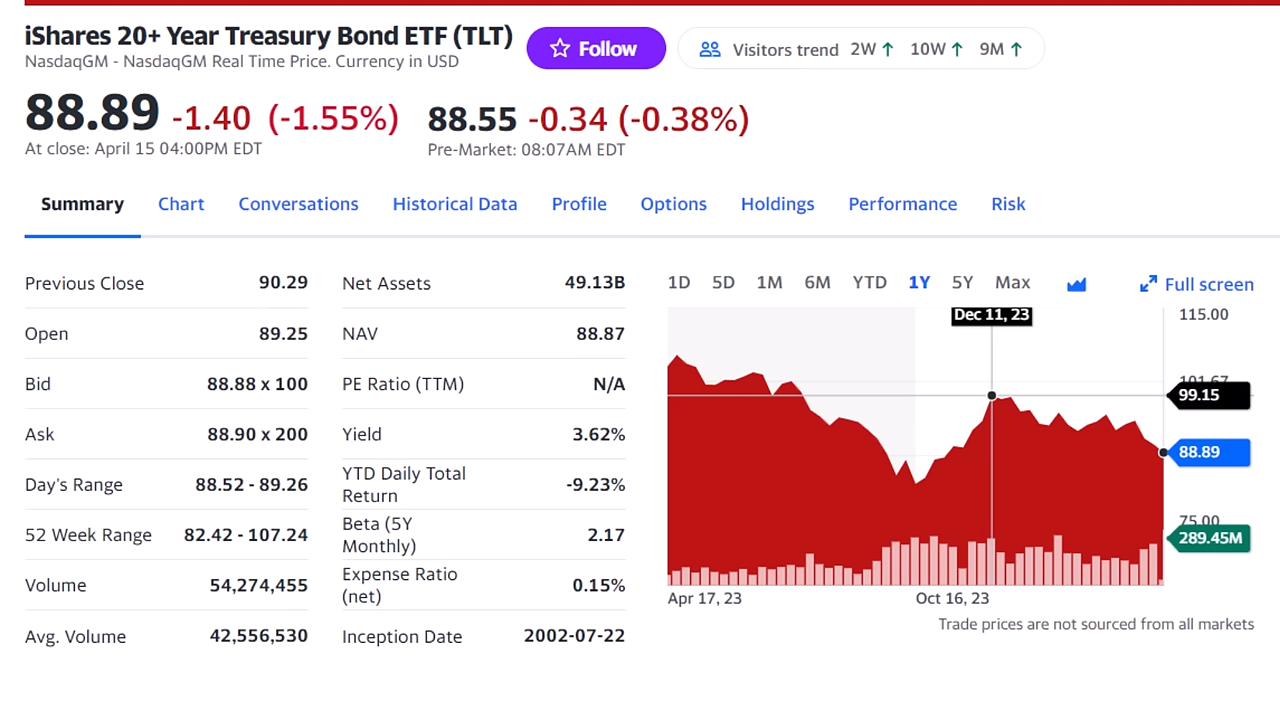 iShares 20+ Year Treasury Bond ETF (TLT)
Follow
Visitors trend 2W ↑ 10W ↑ 9M ↑
NasdaqGM - NasdaqGM Real Time Price. Currency in USD
88.89 -1.40 (-1.55%)
88.55 -0.34 (-0.38%)
At close: April 15 04:00PM EDT
Pre-Market: 08:07AM EDT
Summary Chart Conversations Historical Data Profile Options Holdings Performance Risk
Previous Close 90.29
Open 89.25
Bid 88.88 x 100
Ask 88.90 x 200
Day's Range 88.52 - 89.26
52 Week Range 82.42 - 107.24
Volume 54,274,455
Avg. Volume 42,556,530
Net Assets 49.13B
NAV 88.87
PE Ratio (TTM) N/A
Yield 3.62%
YTD Daily Total
Return -9.23%
Beta (5Y
Monthly) 2.17
Expense Ratio
(net) 0.15%
Inception Date 2002-07-22
1D 5D 1M 6M YTD 1Y 5Y Max
Full screen
Dec 11, 23
115.00
101.67
99.15
88.89
75.00
289.45M
Apr 17, 23
Oct 16, 23
Trade prices are not sourced from all markets